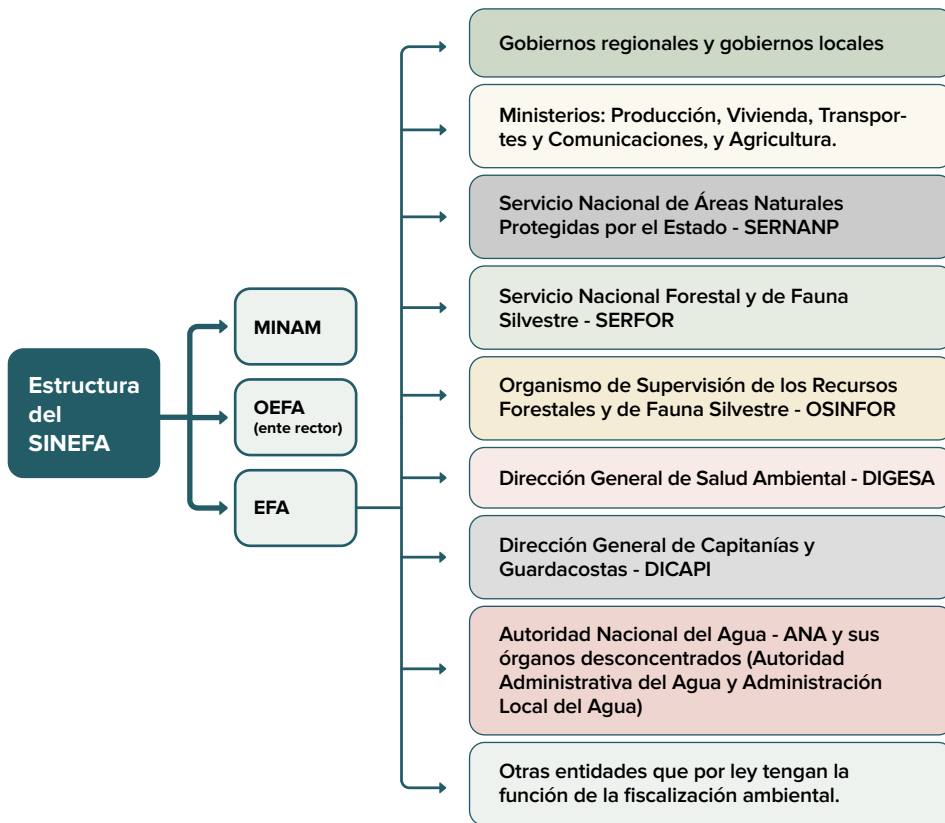 Estructura
del
SINEFA
MINAM
OEFA
(ente rector)
EFA
Gobiernos regionales y gobiernos locales
Ministerios: Producción, Vivienda, Transpor-
tes y Comunicaciones, y Agricultura.
Servicio Nacional de Áreas Naturales
Protegidas por el Estado - SERNANP
Servicio Nacional Forestal y de Fauna
Silvestre - SERFOR
Organismo de Supervisión de los Recursos
Forestales y de Fauna Silvestre - OSINFOR
Dirección General de Salud Ambiental - DIGESA
Dirección General de Capitanías y
Guardacostas - DICAPI
Autoridad Nacional del Agua - ANA y sus
órganos desconcentrados (Autoridad
Administrativa del Agua y Administración
Local del Agua)
Otras entidades que por ley tengan la
función de la fiscalización ambiental.